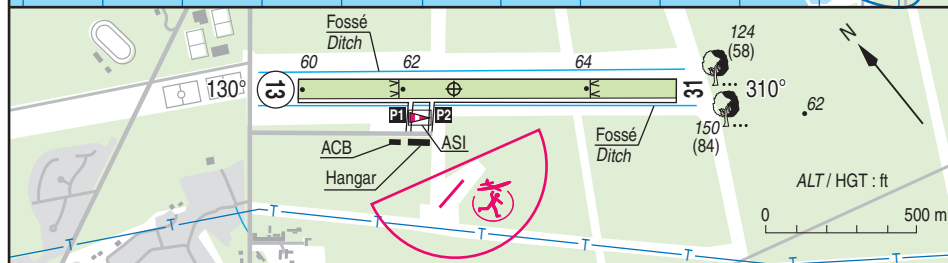 Fossé
Ditch
124
(58)
N
60
62
64
130°
13
31
310°
P1
P2
62
150
(84)
ACB
ASI
Fossé
Ditch
Hangar
ALT / HGT : ft
0
500 m
T
T
T
T
T
T
T